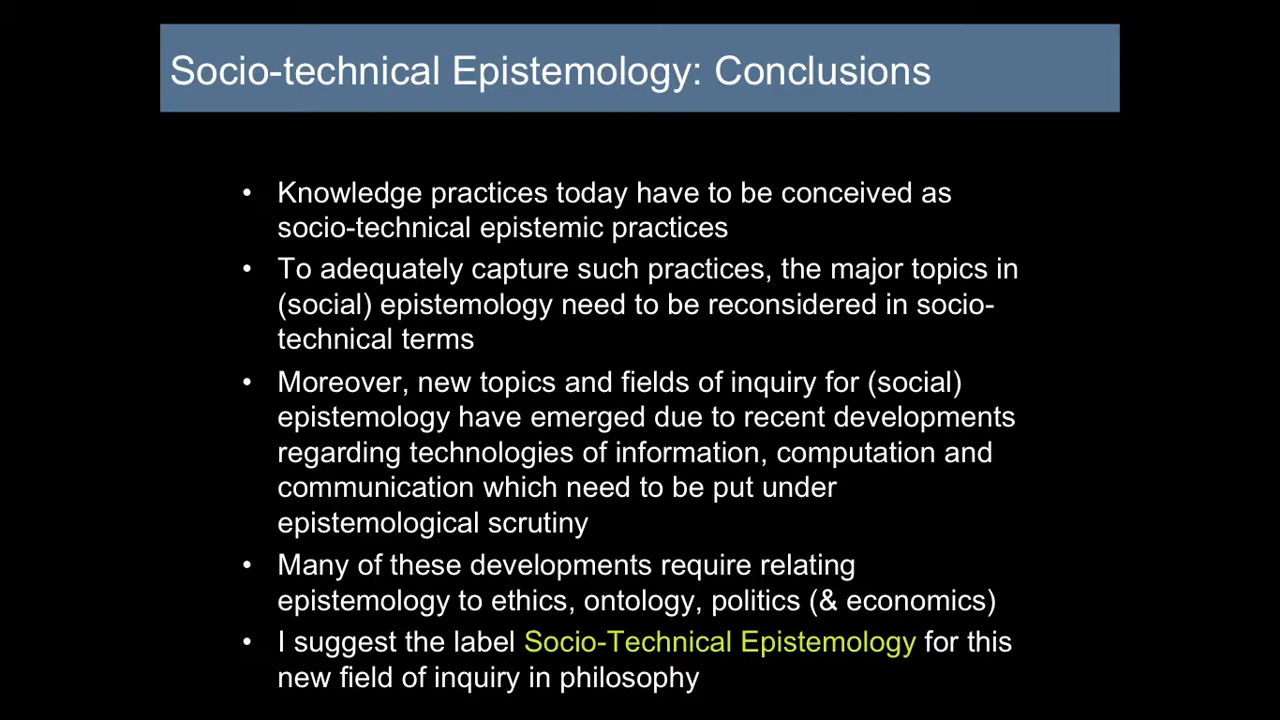 Socio-technical Epistemology: Conclusions
• Knowledge practices today have to be conceived as
socio-technical epistemic practices
• To adequately capture such practices, the major topics in
(social) epistemology need to be reconsidered in socio-
technical terms
• Moreover, new topics and fields of inquiry for (social)
epistemology have emerged due to recent developments
regarding technologies of information, computation and
communication which need to be put under
epistemological scrutiny
• Many of these developments require relating
epistemology to ethics, ontology, politics (& economics)
• I suggest the label Socio-Technical Epistemology for this
new field of inquiry in philosophy